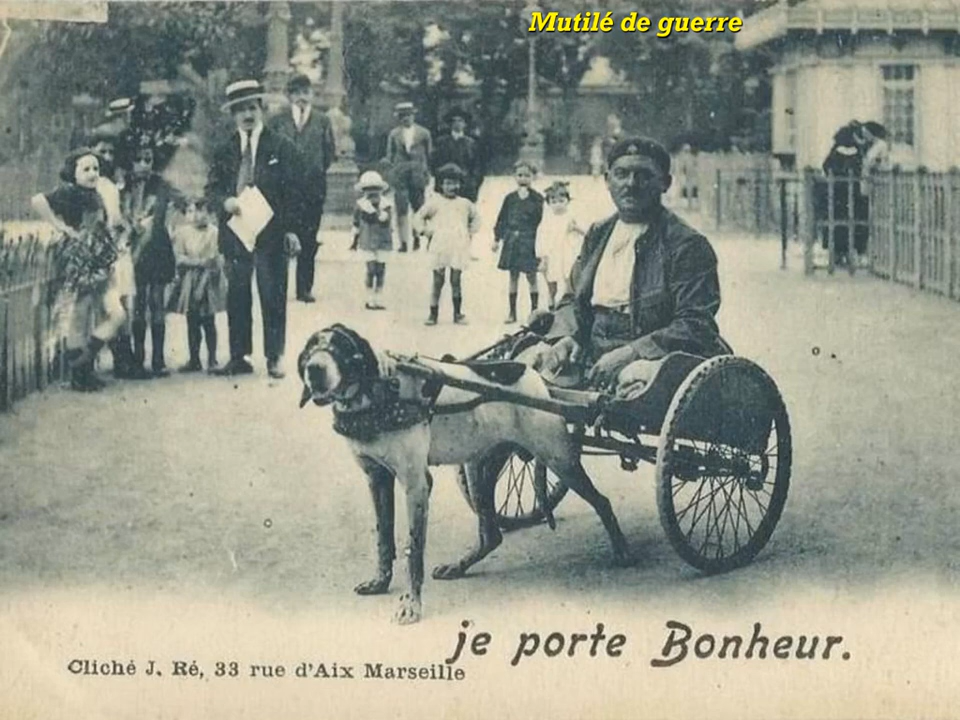 Mutilé de guerre
je porte Bonheur.
Cliché J. Ré, 33 rue d'Aix Marseille